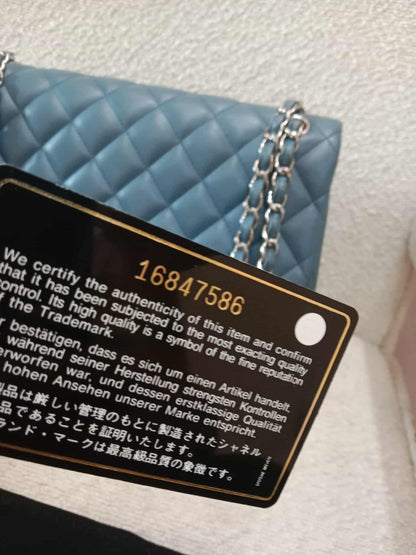 16847586
We certify the authenticity of this item and confirm
that it has been subjected to the most exacting quality
control. Its high quality is a symbol of the fine reputation
of the Trademark.
bestätigen, dass es sich um einen Artikel handelt,
während seiner Herstellung strengsten Kontrollen
erworfen war, und dessen erstklassige Qualität
hohen Ansehen unserer Marke entspricht.
製品は厳しい管理のもとに製造されたシャネル
品であることを証明いたします。
ランド・マークは最高級品質の象徴です。